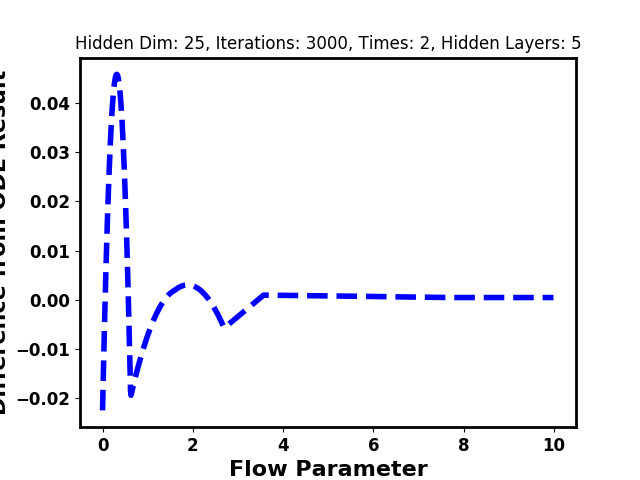 Hidden Dim: 25, Iterations: 3000, Times: 2, Hidden Layers: 5
Difference from ODE Result
0.04
0.03
0.02
0.01
0.00
−0.01
−0.02
0 2 4 6 8 10
Flow Parameter